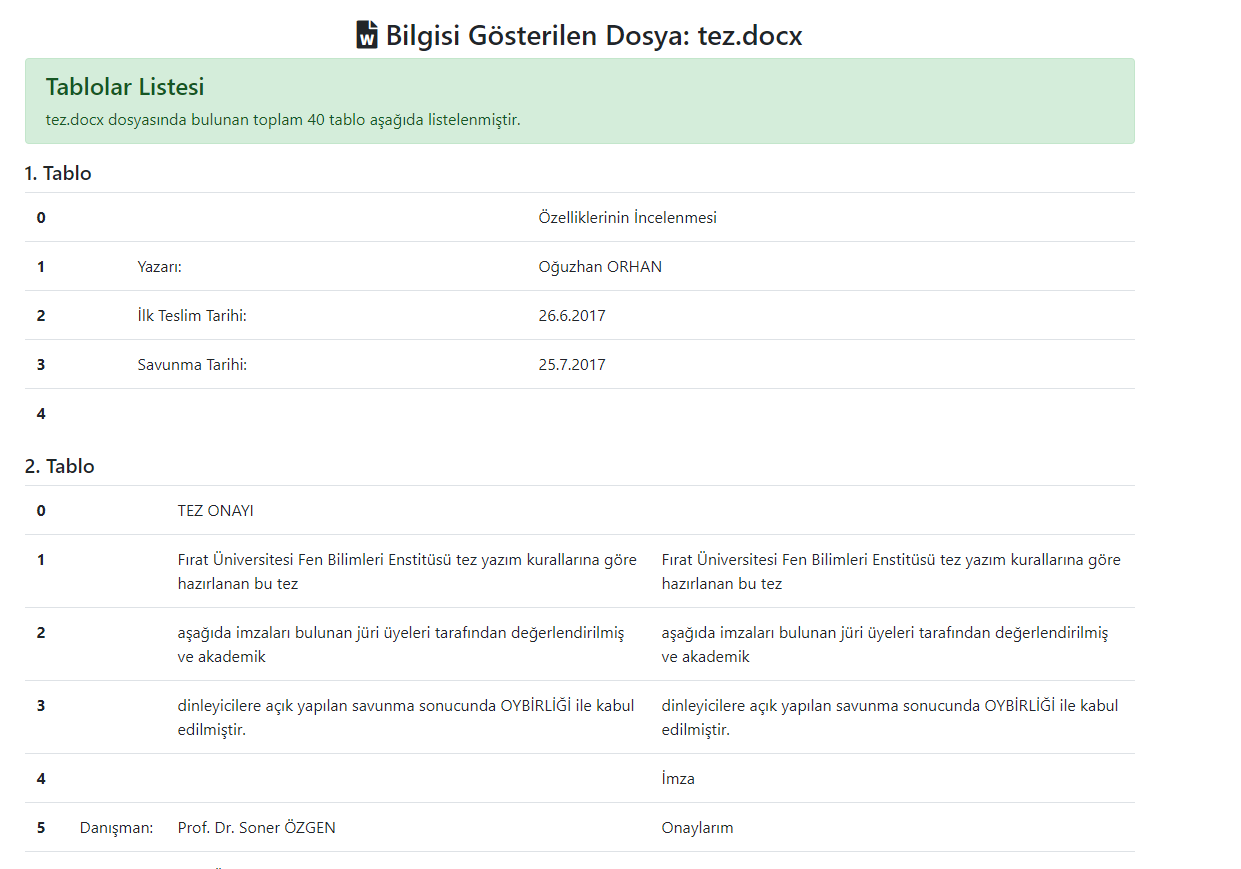 Bilgisi Gösterilen Dosya: tez.docx
Tablolar Listesi
tez.docx dosyasında bulunan toplam 40 tablo aşağıda listelenmiştir.
1. Tablo
0 Özelliklerinin İncelenmesi
1 Yazarı: Oğuzhan ORHAN
2 İlk Teslim Tarihi: 26.6.2017
3 Savunma Tarihi: 25.7.2017
4
2. Tablo
0 TEZ ONAYI
1 Fırat Üniversitesi Fen Bilimleri Enstitüsü tez yazım kurallarına göre Fırat Üniversitesi Fen Bilimleri Enstitüsü tez yazım kurallarına göre
hazırlanan bu tez hazırlanan bu tez
2 aşağıda imzaları bulunan jüri üyeleri tarafından değerlendirilmiş aşağıda imzaları bulunan jüri üyeleri tarafından değerlendirilmiş
ve akademik ve akademik
3 dinleyicilere açık yapılan savunma sonucunda OYBİRLİĞİ ile kabul dinleyicilere açık yapılan savunma sonucunda OYBİRLİĞİ ile kabul
edilmiştir. edilmiştir.
4 İmza
5 Danışman: Prof. Dr. Soner ÖZGEN Onaylarım